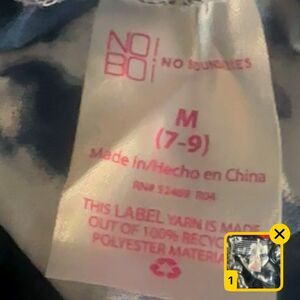 NO!
BO¡ NO BOUNDARIES
M
(7-9)
Made in/Hecho en China
RN# 52469 R04
THIS LABEL YARN IS MADE
OUT OF 100% RECYC
POLYESTER MATERIA
1